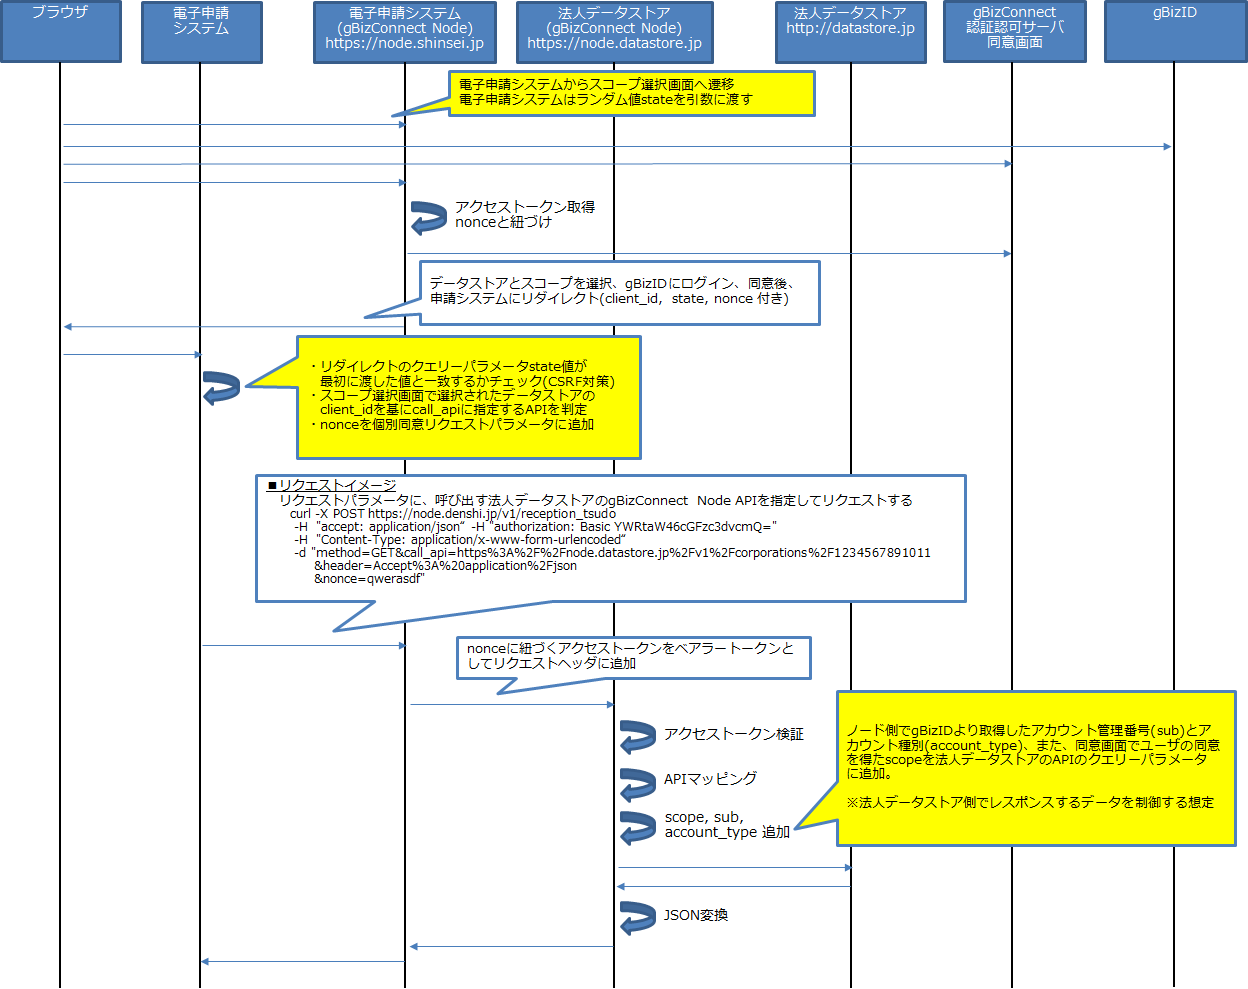 ブラウザ
電子申請
システム
電子申請システム
(gBizConnect Node)
https://node.shinsei.jp
法人データストア
(gBizConnect Node)
https://node.datastore.jp
法人データストア
http://datastore.jp
gBizConnect
認証認可サーバ
同意画面
gBizID
電子申請システムからスコープ選択画面へ遷移
電子申請システムはランダム値stateを引数に渡す
アクセストークン取得
nonceと紐づけ
データストアとスコープを選択、gBizIDにログイン、同意後、
申請システムにリダイレクト(client_id, state, nonce 付き)
・リダイレクトのクエリーパラメータstate値が
最初に渡した値と一致するかチェック(CSRF対策)
・スコープ選択画面で選択されたデータストアの
client_idを基にcall_apiに指定するAPIを判定
・nonceを個別同意リクエストパラメータに追加
■リクエストイメージ
リクエストパラメータに、呼び出す法人データストアのgBizConnect Node APIを指定してリクエストする
curl -X POST https://node.denshi.jp/v1/reception_tsudo
-H "accept: application/json“ -H "authorization: Basic YWRtaW46cGFzc3dvcmQ="
-H "Content-Type: application/x-www-form-urlencoded“
-d "method=GET&call_api=https%3A%2F%2Fnode.datastore.jp%2Fv1%2Fcorporations%2F1234567891011
&header=Accept%3A%20application%2Fjson
&nonce=qwerasdf"
nonceに紐づくアクセストークンをベアラートークンと
してリクエストヘッダに追加
アクセストークン検証
APIマッピング
scope, sub,
account_type 追加
ノード側でgBizIDより取得したアカウント管理番号(sub)とア
カウント種別(account_type)、また、同意画面でユーザの同意
を得たscopeを法人データストアのAPIのクエリーパラメータ
に追加。
※法人データストア側でレスポンスするデータを制御する想定
JSON変換